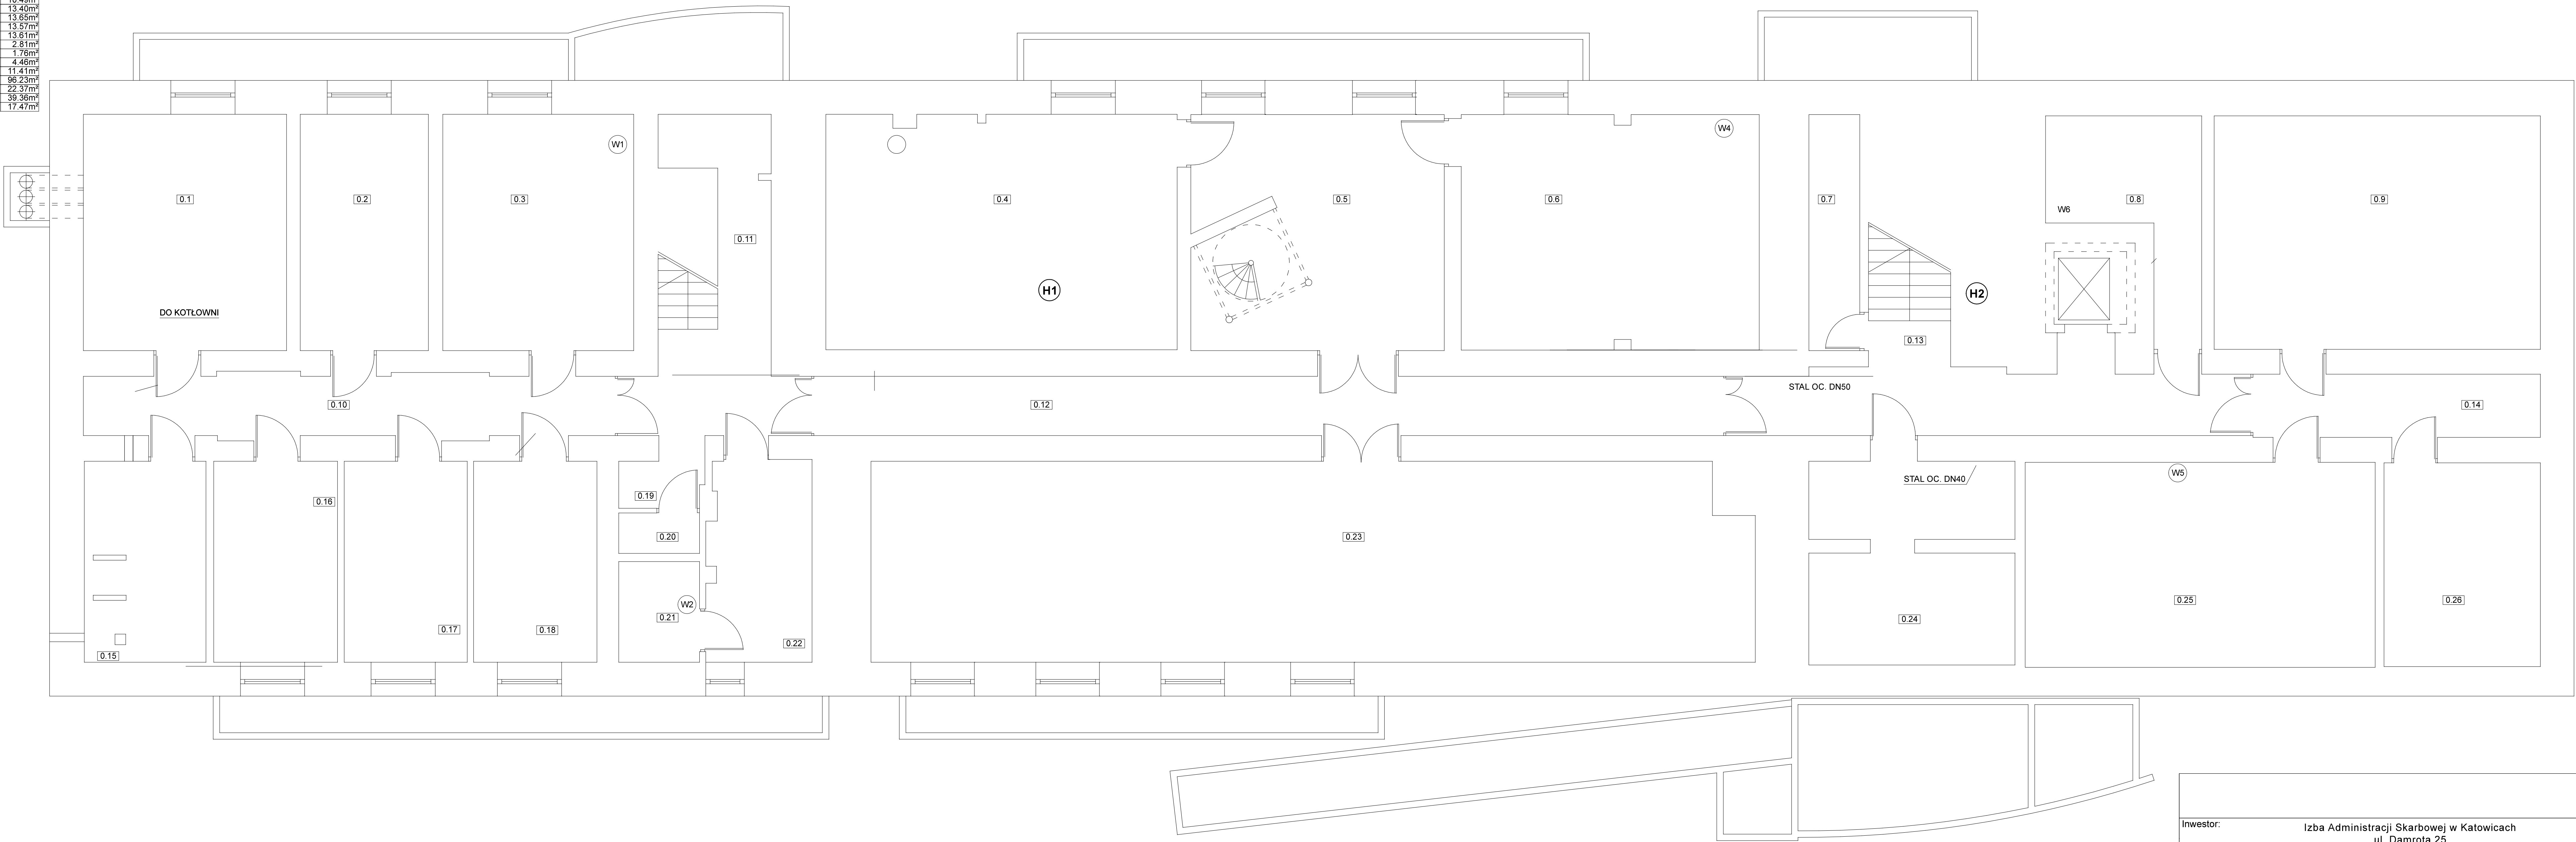 13.40m²
13.65m²
13.57m²
13.61m²
2.81m²
1.76m²
4.46m²
11.41m²
96.23m²
22.37m²
39.36m²
17.47m²
W1
W4
0.1
0.2
0.3
0.4
0.5
0.6
0.7
0.8
0.9
W6
0.11
H1
H2
DO KOTŁOWNI
0.13
STAL OC. DN50
0.10
0.12
0.14
W5
STAL OC. DN40
0.16
0.19
0.20
0.23
W2
0.21
0.25
0.26
0.24
0.17
0.18
0.22
0.15
Inwestor:
Izba Administracji Skarbowej w Katowicach
ul. Damrota 25